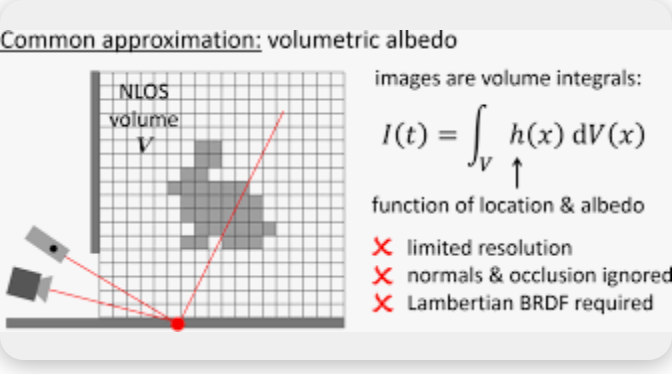 Common approximation: volumetric albedo
NLOS
volume
V
images are volume integrals:
I(t) = ∫_V h(x) dV(x)
function of location & albedo
✗ limited resolution
✗ normals & occlusion ignored
✗ Lambertian BRDF required